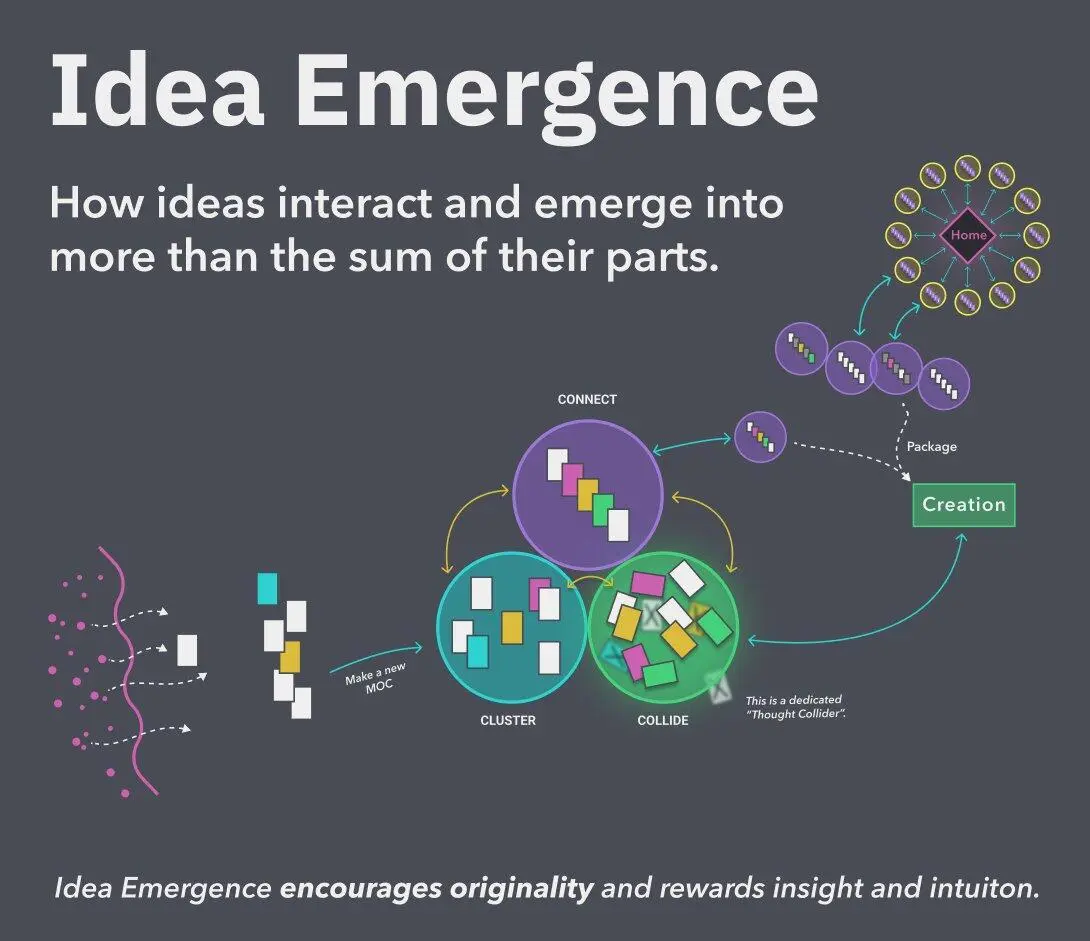 Idea Emergence
How ideas interact and emerge into
more than the sum of their parts.
Home
CONNECT
Package
Creation
Make a new
MOC
CLUSTER
COLLIDE
This is a dedicated
“Thought Collider”.
Idea Emergence encourages originality and rewards insight and intuiton.